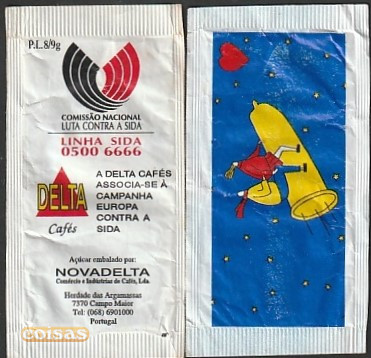 P.L.8/9g
COMISSÃO NACIONAL
LUTA CONTRA A SIDA
LINHA SIDA
0500 6666
DELTA
Cafés
A DELTA CAFÉS
ASSOCIA-SE À
CAMPANHA
EUROPA
CONTRA A
SIDA
Açúcar embalado por:
NOVADELTA
Comércio e Indústrias de Cafés, Lda.
Herdade das Argamassas
7370 Campo Maior
Tel: (068) 6901000
Portugal
coisas